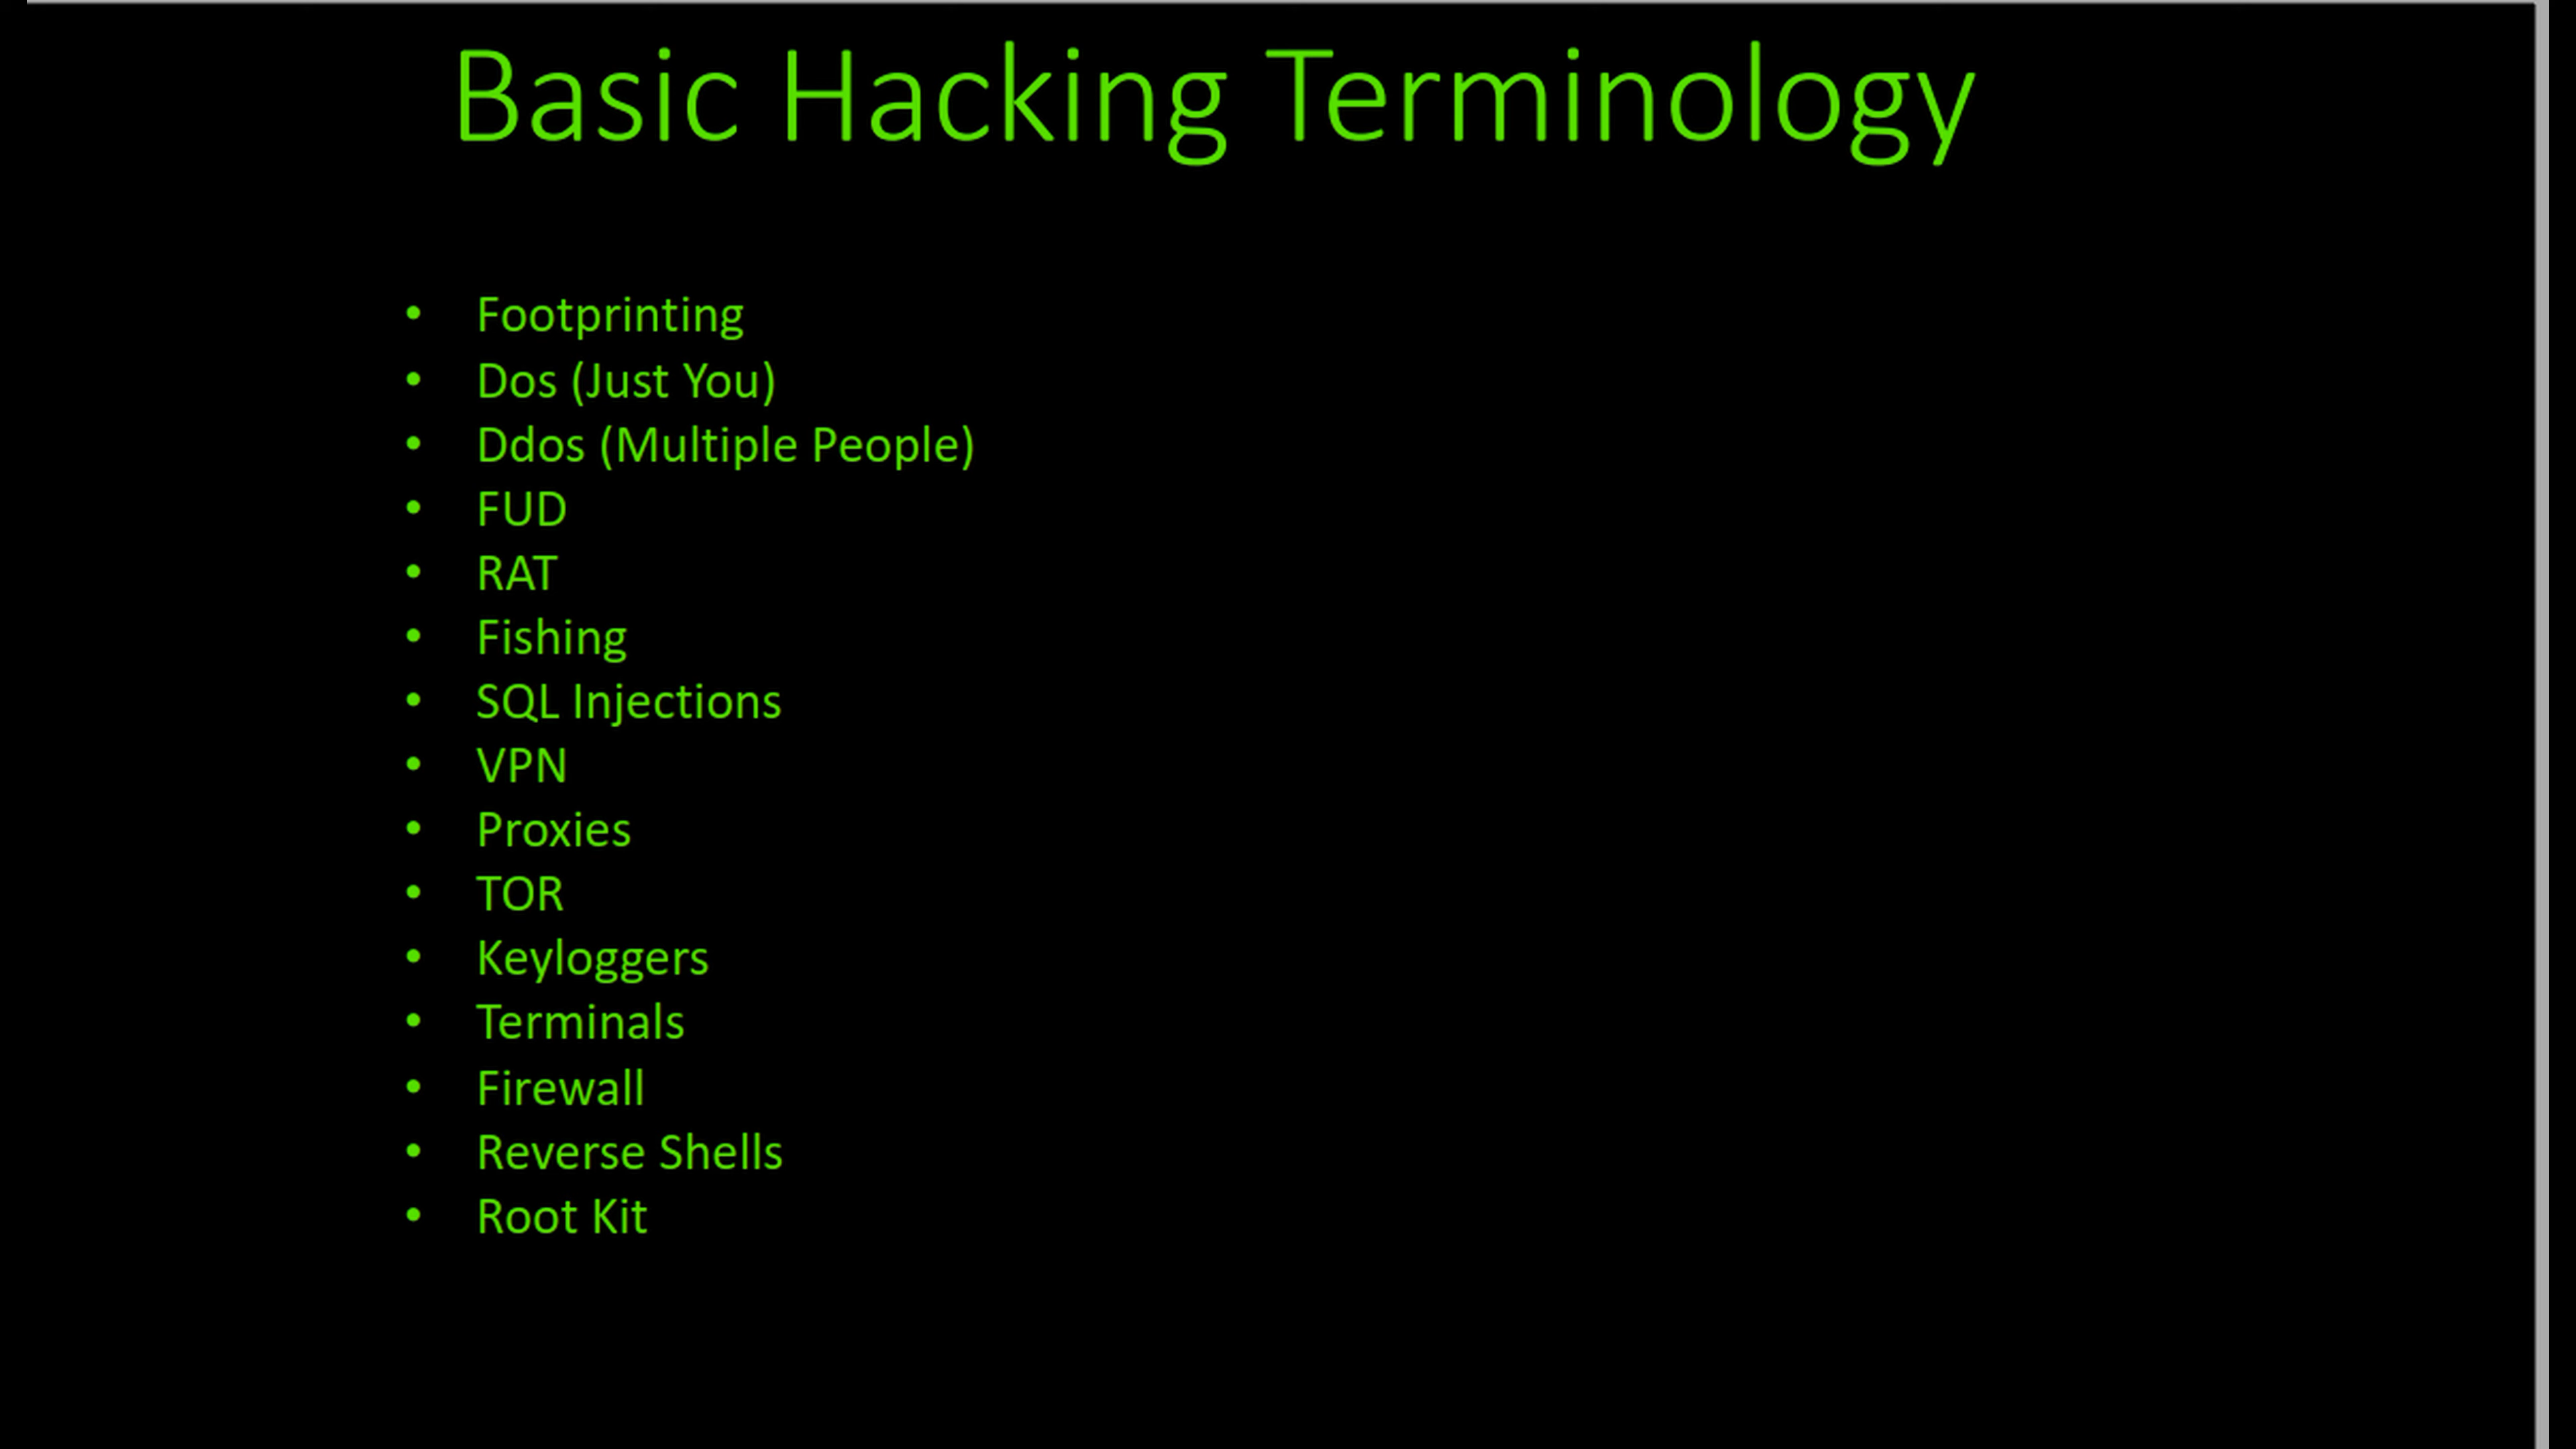 Basic Hacking Terminology
• Footprinting
• Dos (Just You)
• Ddos (Multiple People)
• FUD
• RAT
• Fishing
• SQL Injections
• VPN
• Proxies
• TOR
• Keyloggers
• Terminals
• Firewall
• Reverse Shells
• Root Kit